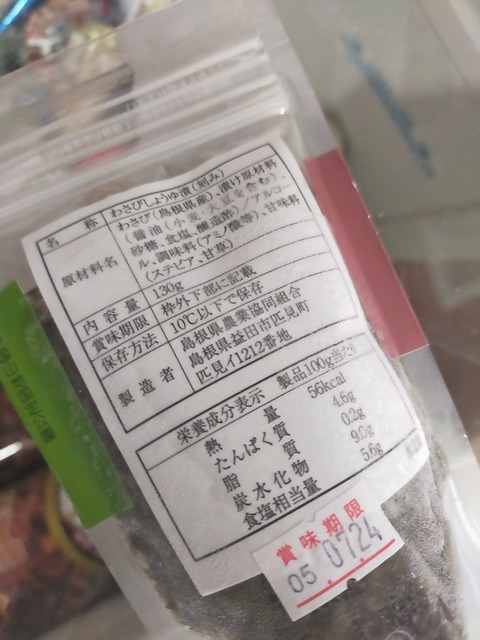 名　称　わさびしょうゆ漬(刻み)
原材料名　わさび(島根県産)、漬け原材料
(醤油(小麦・大豆を含む)、
砂糖、食塩、醸造酢)／アルコー
ル、調味料(アミノ酸等)、甘味料
(ステビア、甘草)
内容量　130g
賞味期限　枠外下部に記載
保存方法　10℃以下で保存
製造者　島根県農業協同組合
島根県益田市匹見町
匹見イ1212番地
栄養成分表示　製品100g当たり
熱量　56kcal
たんぱく質　4.6g
脂質　0.2g
炭水化物　9.0g
食塩相当量　5.6g
賞味期限
05 0724